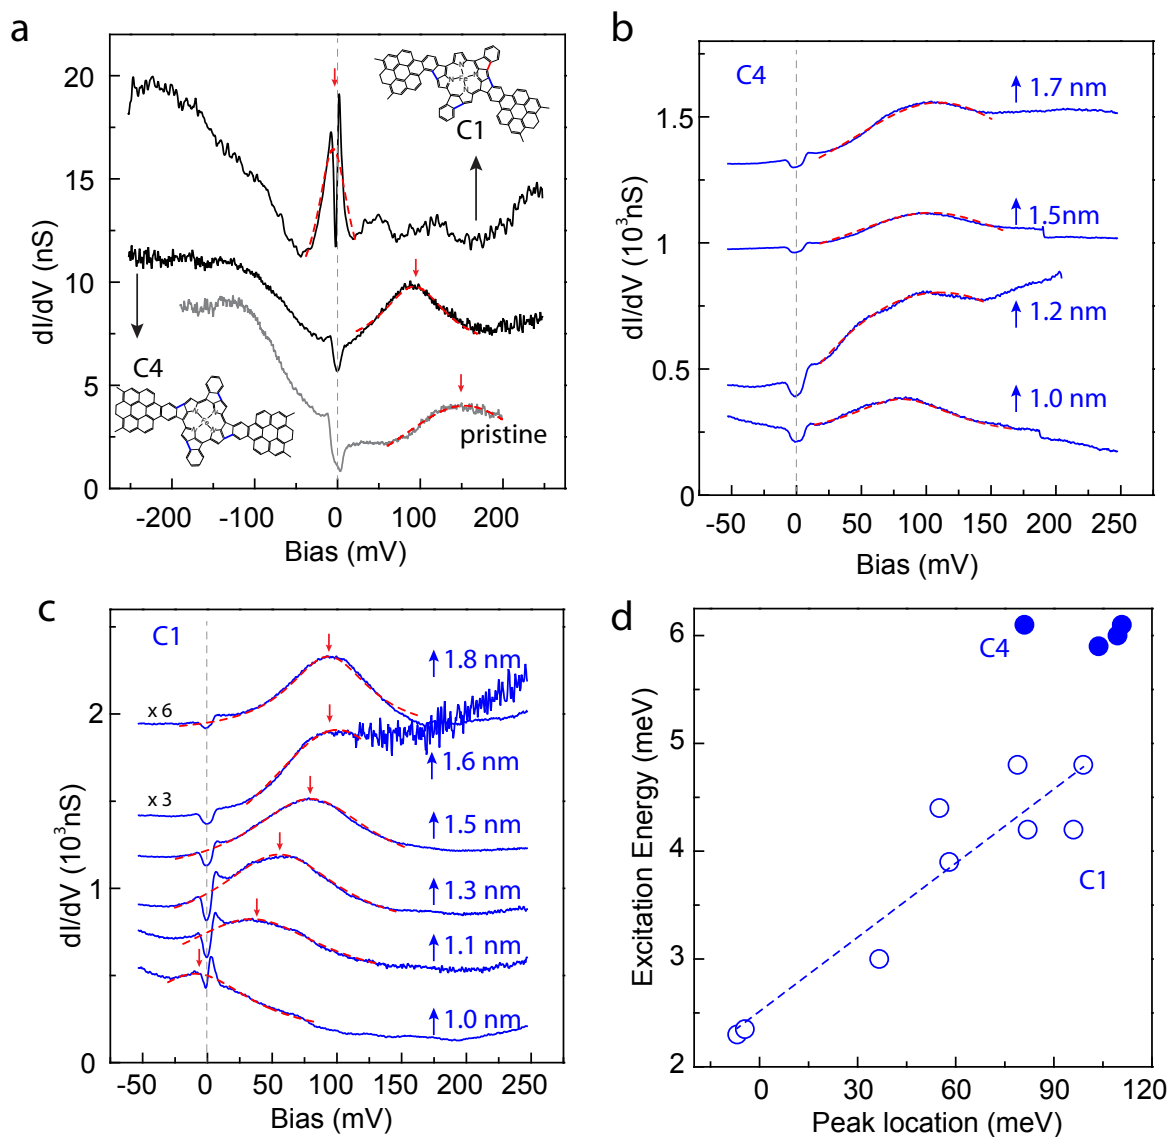 a
20
15
10
5
0
dI/dV (nS)
C1
C4
pristine
-200
-100
0
100
200
Bias (mV)
b
C4
1.5
1
0.5
0
dI/dV (10³nS)
1.7 nm
1.5nm
1.2 nm
1.0 nm
-50
0
50
100
150
200
250
Bias (mV)
c
C1
2
1
0
dI/dV (10³nS)
x 6
x 3
1.8 nm
1.6 nm
1.5 nm
1.3 nm
1.1 nm
1.0 nm
-50
0
50
100
150
200
250
Bias (mV)
d
6
5
4
3
2
Excitation Energy (meV)
C4
C1
0
30
60
90
120
Peak location (meV)